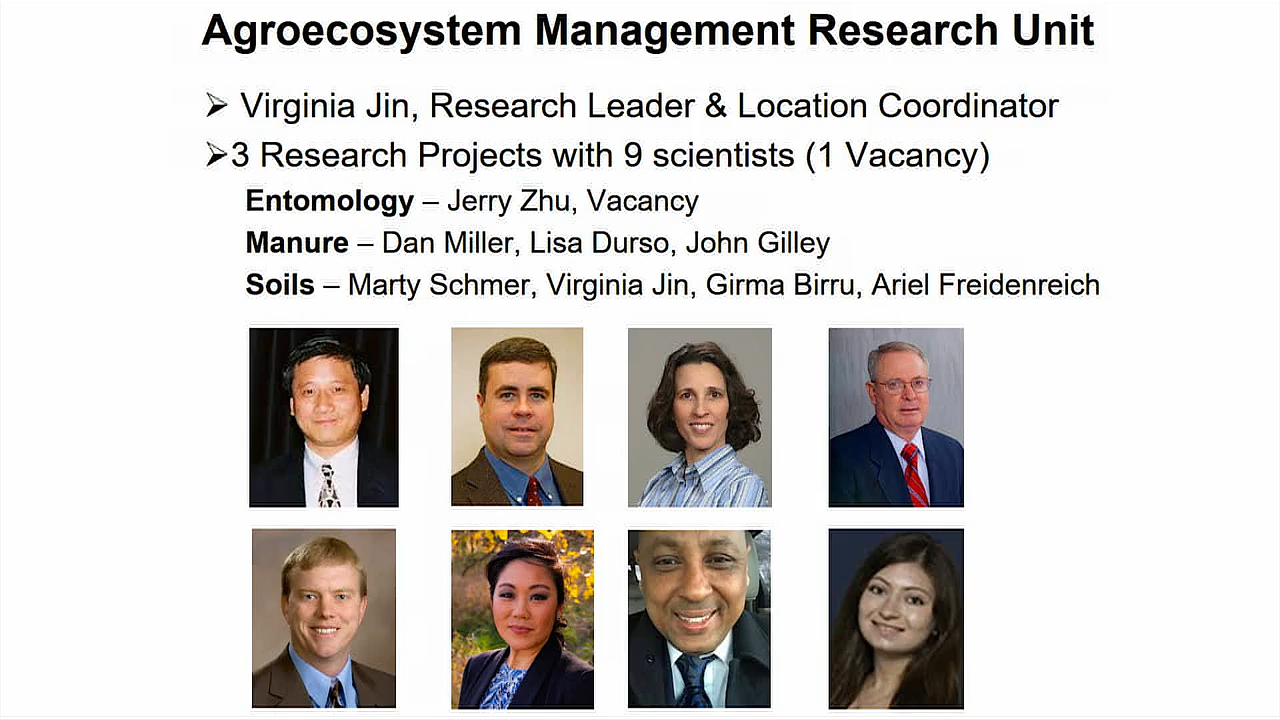 Agroecosystem Management Research Unit
➢ Virginia Jin, Research Leader & Location Coordinator
➢3 Research Projects with 9 scientists (1 Vacancy)
Entomology – Jerry Zhu, Vacancy
Manure – Dan Miller, Lisa Durso, John Gilley
Soils – Marty Schmer, Virginia Jin, Girma Birru, Ariel Freidenreich